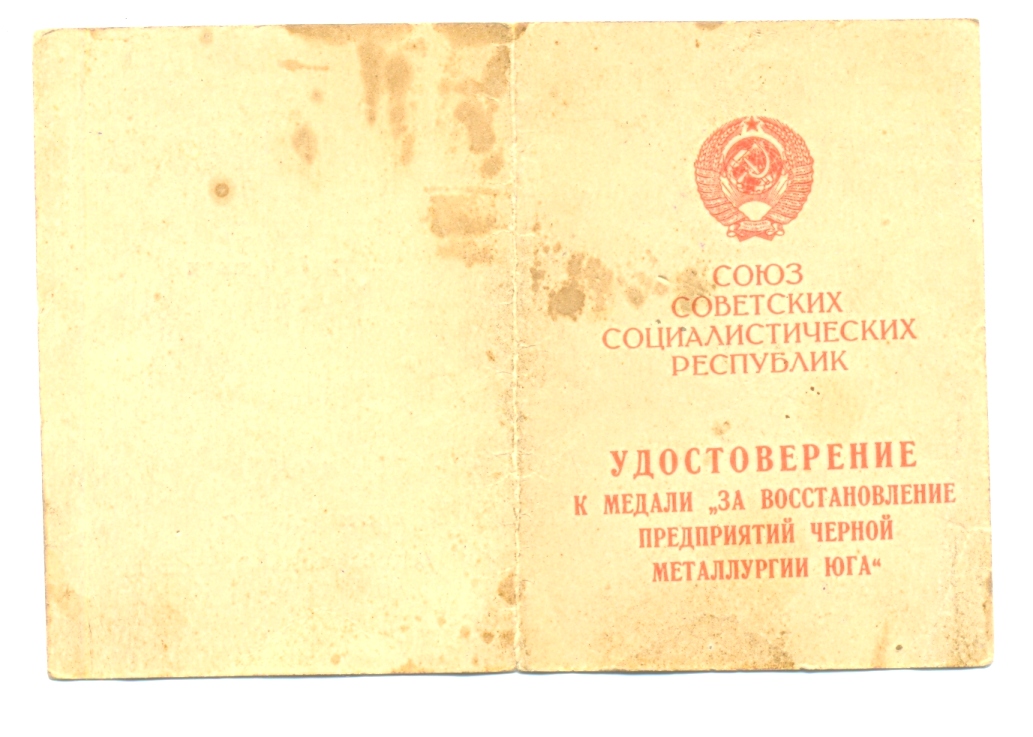 СОЮЗ
СОВЕТСКИХ
СОЦИАЛИСТИЧЕСКИХ
РЕСПУБЛИК
УДОСТОВЕРЕНИЕ
К МЕДАЛИ „ЗА ВОССТАНОВЛЕНИЕ
ПРЕДПРИЯТИЙ ЧЕРНОЙ
МЕТАЛЛУРГИИ ЮГА“